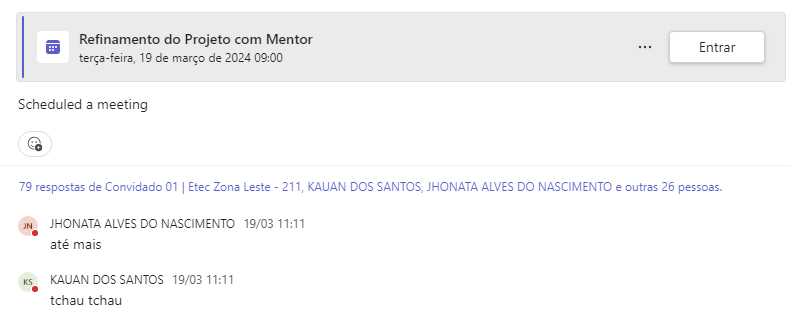 Refinamento do Projeto com Mentor
terça-feira, 19 de março de 2024 09:00
... Entrar
Scheduled a meeting
79 respostas de Convidado 01 | Etec Zona Leste - 211, KAUAN DOS SANTOS, JHONATA ALVES DO NASCIMENTO e outras 26 pessoas.
JN JHONATA ALVES DO NASCIMENTO 19/03 11:11
até mais
KS KAUAN DOS SANTOS 19/03 11:11
tchau tchau